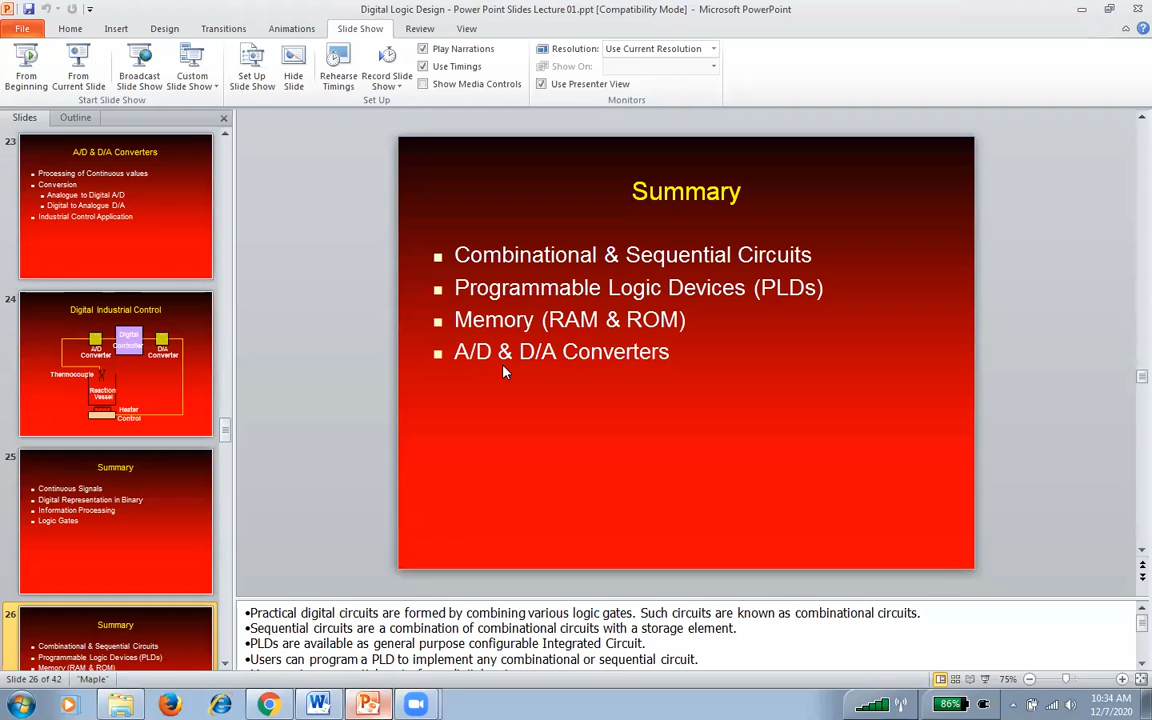 Digital Logic Design - Power Point Slides Lecture 01.ppt [Compatibility Mode] - Microsoft PowerPoint
File Home Insert Design Transitions Animations Slide Show Review View
From Beginning
From Current Slide
Broadcast Slide Show
Custom Slide Show
Start Slide Show
Set Up Slide Show
Hide Slide
Rehearse Timings
Record Slide Show
Play Narrations
Use Timings
Show Media Controls
Set Up
Resolution: Use Current Resolution
Show On:
Use Presenter View
Monitors
Slides Outline
23
A/D & D/A Converters
Processing of Continuous values
Conversion
Analogue to Digital A/D
Digital to Analogue D/A
Industrial Control Application
24
Digital Industrial Control
Digital Controller
A/D Converter
D/A Converter
Thermocouple
Reaction Vessel
Heater Control
25
Summary
Continuous Signals
Digital Representation in Binary
Information Processing
Logic Gates
26
Summary
Combinational & Sequential Circuits
Programmable Logic Devices (PLDs)
Memory (RAM & ROM)
Summary
Combinational & Sequential Circuits
Programmable Logic Devices (PLDs)
Memory (RAM & ROM)
A/D & D/A Converters
•Practical digital circuits are formed by combining various logic gates. Such circuits are known as combinational circuits.
•Sequential circuits are a combination of combinational circuits with a storage element.
•PLDs are available as general purpose configurable Integrated Circuit.
•Users can program a PLD to implement any combinational or sequential circuit.
Slide 26 of 42 "Maple" 75%
86% 10:34 AM
12/7/2020